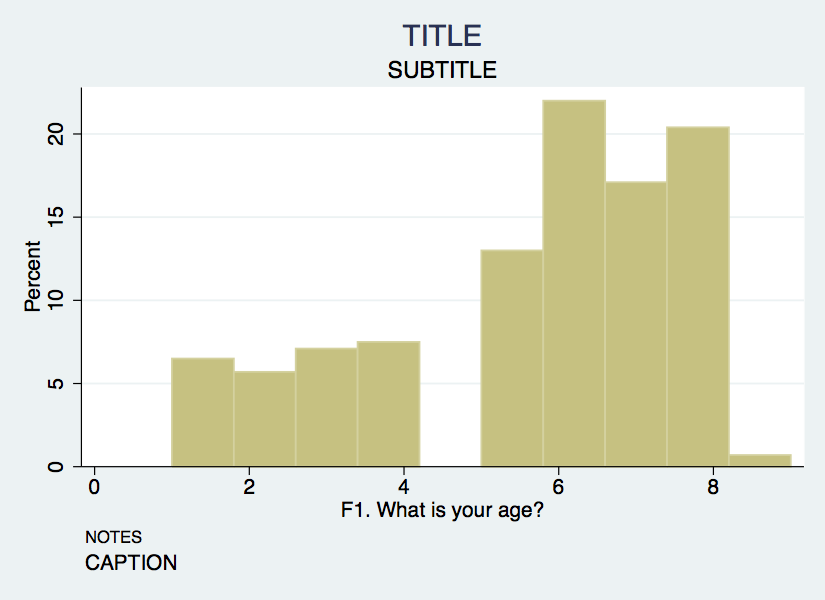 TITLE
SUBTITLE
Percent
20
15
10
5
0
0 2 4 6 8
F1. What is your age?
NOTES
CAPTION